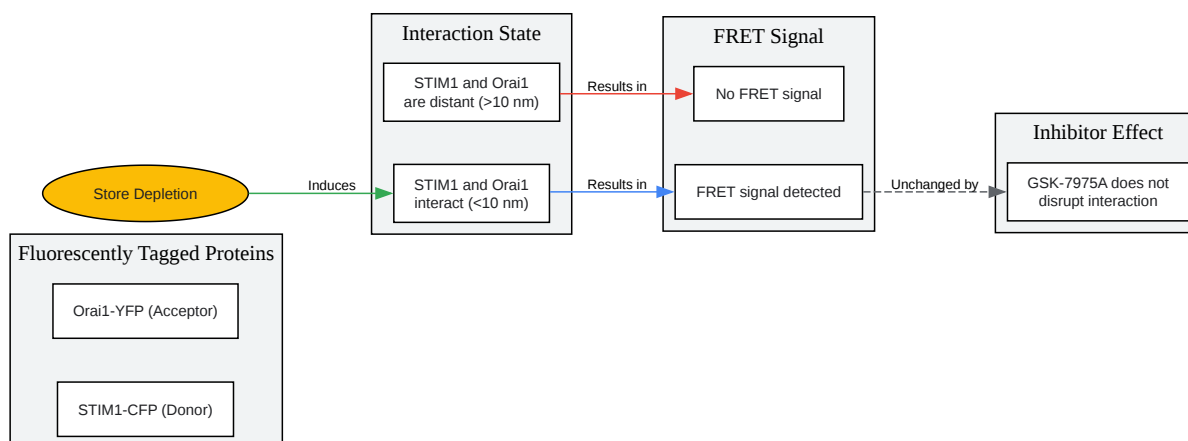 Interaction State
STIM1 and Orai1
are distant (>10 nm)
Results in
FRET Signal
No FRET signal
Store Depletion
Induces
STIM1 and Orai1
interact (<10 nm)
Results in
FRET signal detected
Unchanged by
Inhibitor Effect
GSK-7975A does not
disrupt interaction
Fluorescently Tagged Proteins
Orai1-YFP (Acceptor)
STIM1-CFP (Donor)